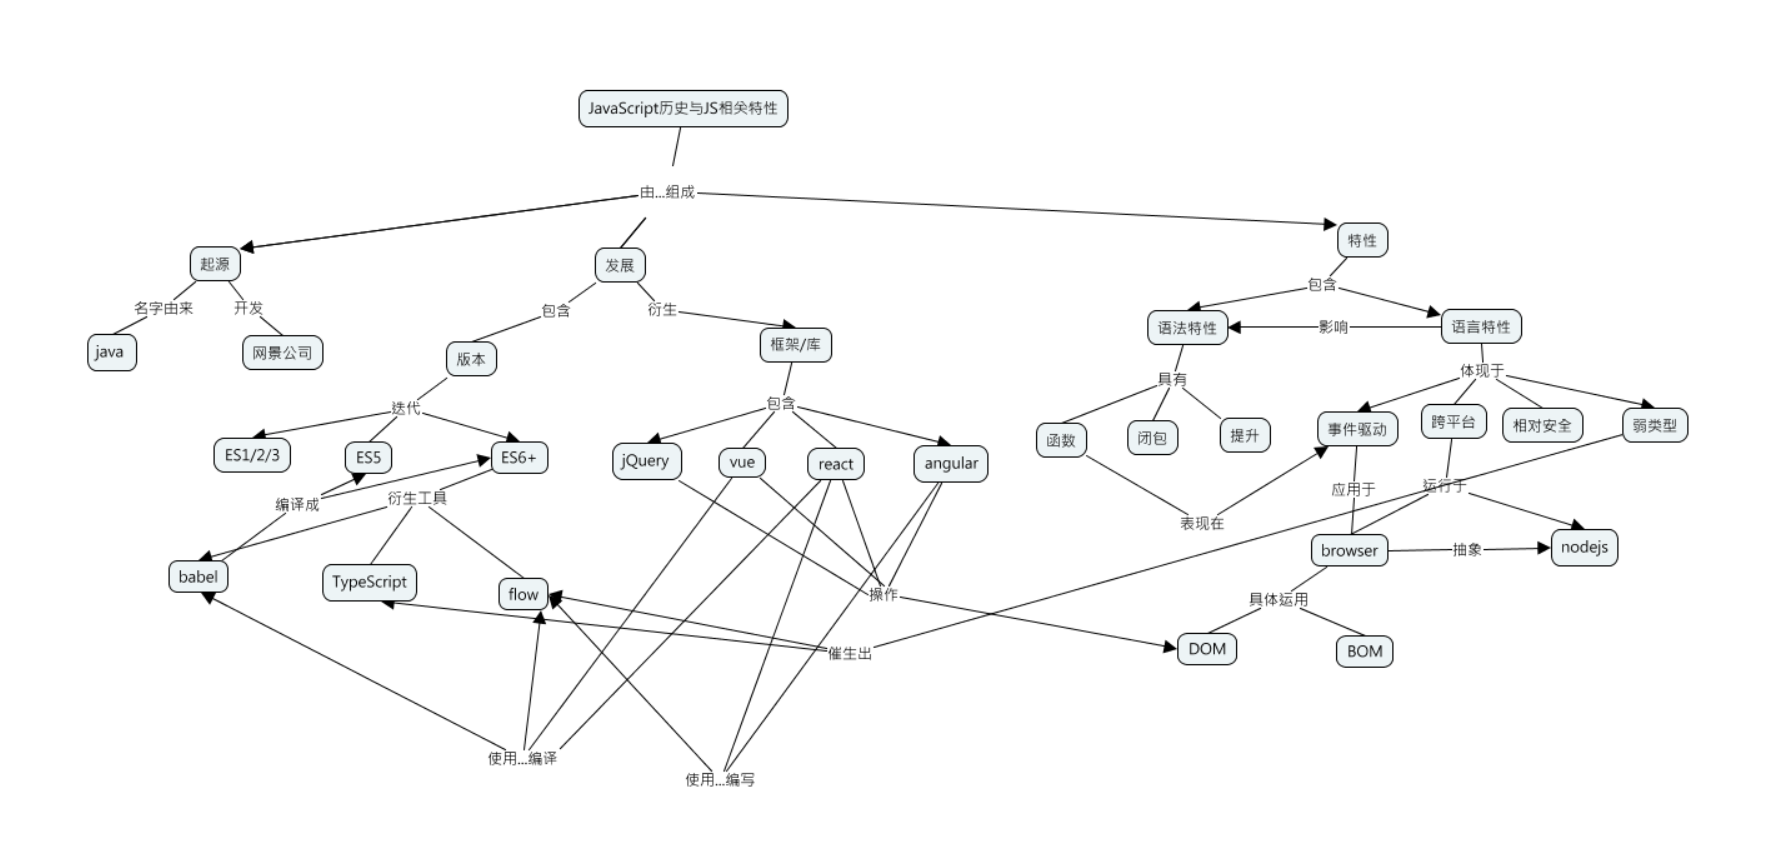 JavaScript历史与JS相关特性
由...组成
起源
发展
特性
名字由来
开发
包含
衍生
包含
java
网景公司
版本
框架/库
语法特性
影响
语言特性
迭代
包含
具有
体现于
ES1/2/3
ES5
ES6+
jQuery
vue
react
angular
函数
闭包
提升
事件驱动
跨平台
相对安全
弱类型
编译成
衍生工具
表现在
应用于
运行于
babel
TypeScript
flow
操作
browser
抽象
nodejs
具体运用
催生出
DOM
BOM
使用...编译
使用...编写